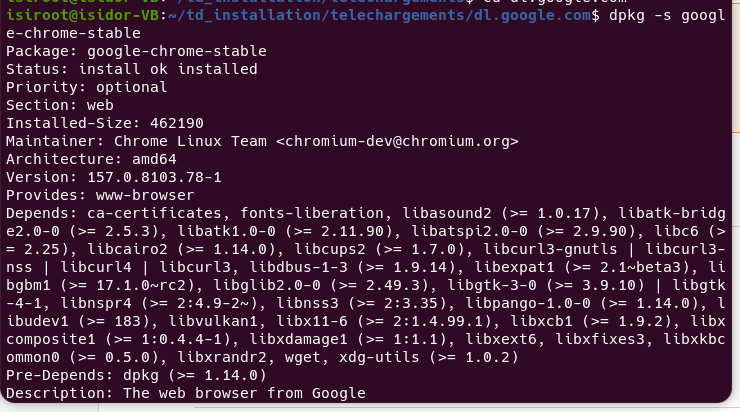 isiroot@isidor-VB:~/td_installation/telechargements$ cd dl.google.com
isiroot@isidor-VB:~/td_installation/telechargements/dl.google.com$ dpkg -s googl
e-chrome-stable
Package: google-chrome-stable
Status: install ok installed
Priority: optional
Section: web
Installed-Size: 462190
Maintainer: Chrome Linux Team <chromium-dev@chromium.org>
Architecture: amd64
Version: 157.0.8103.78-1
Provides: www-browser
Depends: ca-certificates, fonts-liberation, libasound2 (>= 1.0.17), libatk-bridg
e2.0-0 (>= 2.5.3), libatk1.0-0 (>= 2.11.90), libatspi2.0-0 (>= 2.9.90), libc6 (>
= 2.25), libcairo2 (>= 1.14.0), libcups2 (>= 1.7.0), libcurl3-gnutls | libcurl3-
nss | libcurl4 | libcurl3, libdbus-1-3 (>= 1.9.14), libexpat1 (>= 2.1~beta3), li
bgbm1 (>= 17.1.0~rc2), libglib2.0-0 (>= 2.49.3), libgtk-3-0 (>= 3.9.10) | libgtk
-4-1, libnspr4 (>= 2:4.9-2~), libnss3 (>= 2:3.35), libpango-1.0-0 (>= 1.14.0), l
ibudev1 (>= 183), libvulkan1, libx11-6 (>= 2:1.4.99.1), libxcb1 (>= 1.9.2), libx
composite1 (>= 1:0.4.4-1), libxdamage1 (>= 1:1.1), libxext6, libxfixes3, libxkbc
ommon0 (>= 0.5.0), libxrandr2, wget, xdg-utils (>= 1.0.2)
Pre-Depends: dpkg (>= 1.14.0)
Description: The web browser from Google